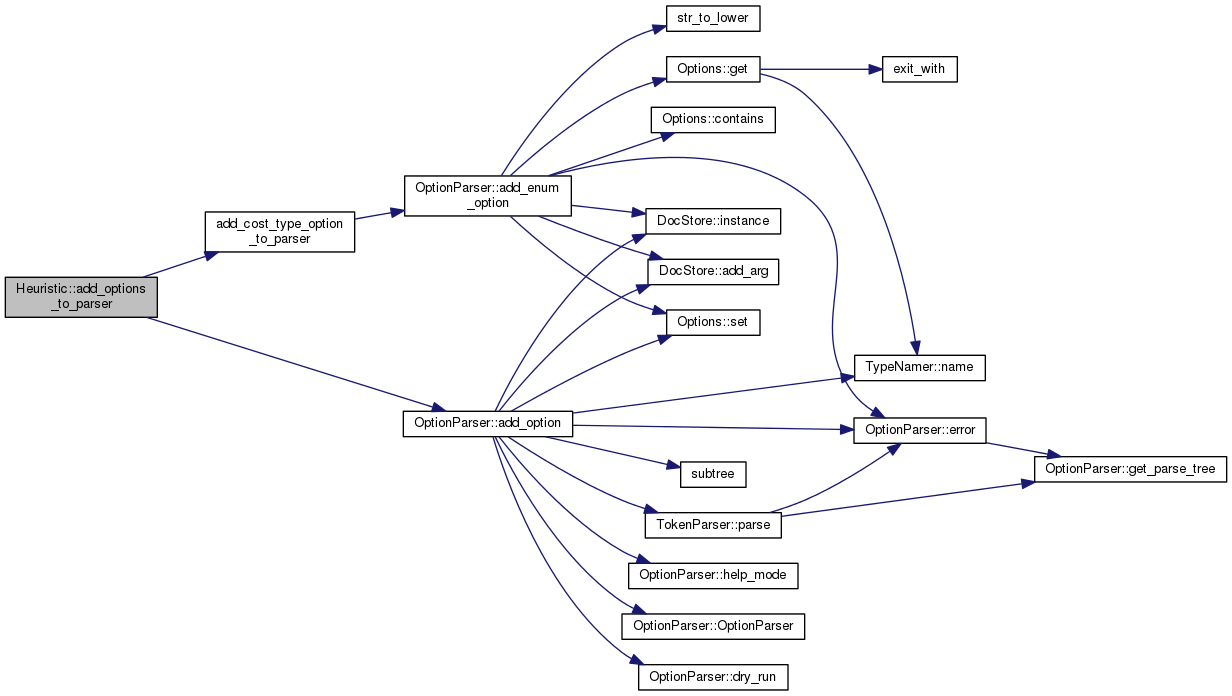 str_to_lower
Options::get
exit_with
Options::contains
OptionParser::add_enum
_option
DocStore::instance
add_cost_type_option
_to_parser
DocStore::add_arg
Heuristic::add_options
_to_parser
Options::set
TypeNamer::name
OptionParser::add_option
OptionParser::error
subtree
OptionParser::get_parse_tree
TokenParser::parse
OptionParser::help_mode
OptionParser::OptionParser
OptionParser::dry_run